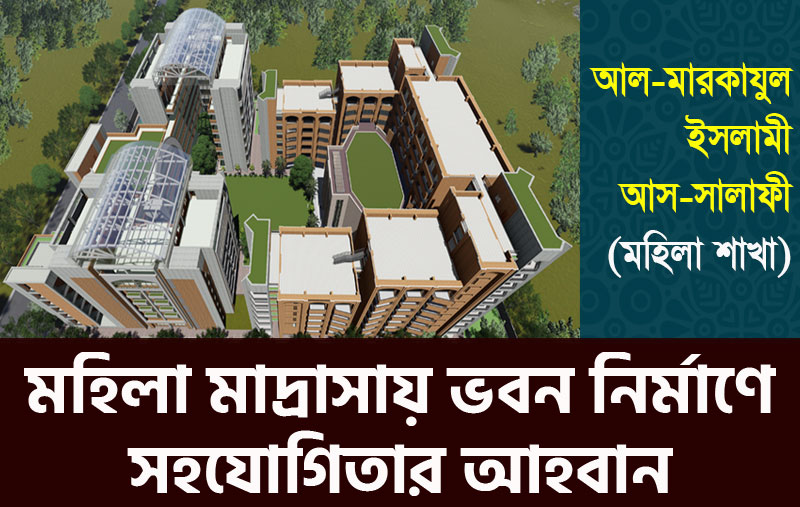 আল-মারকাযুল
ইসলামী
আস-সালাফী
(মহিলা শাখা)
মহিলা মাদ্রাসায় ভবন নির্মাণে
সহযোগিতার আহবান